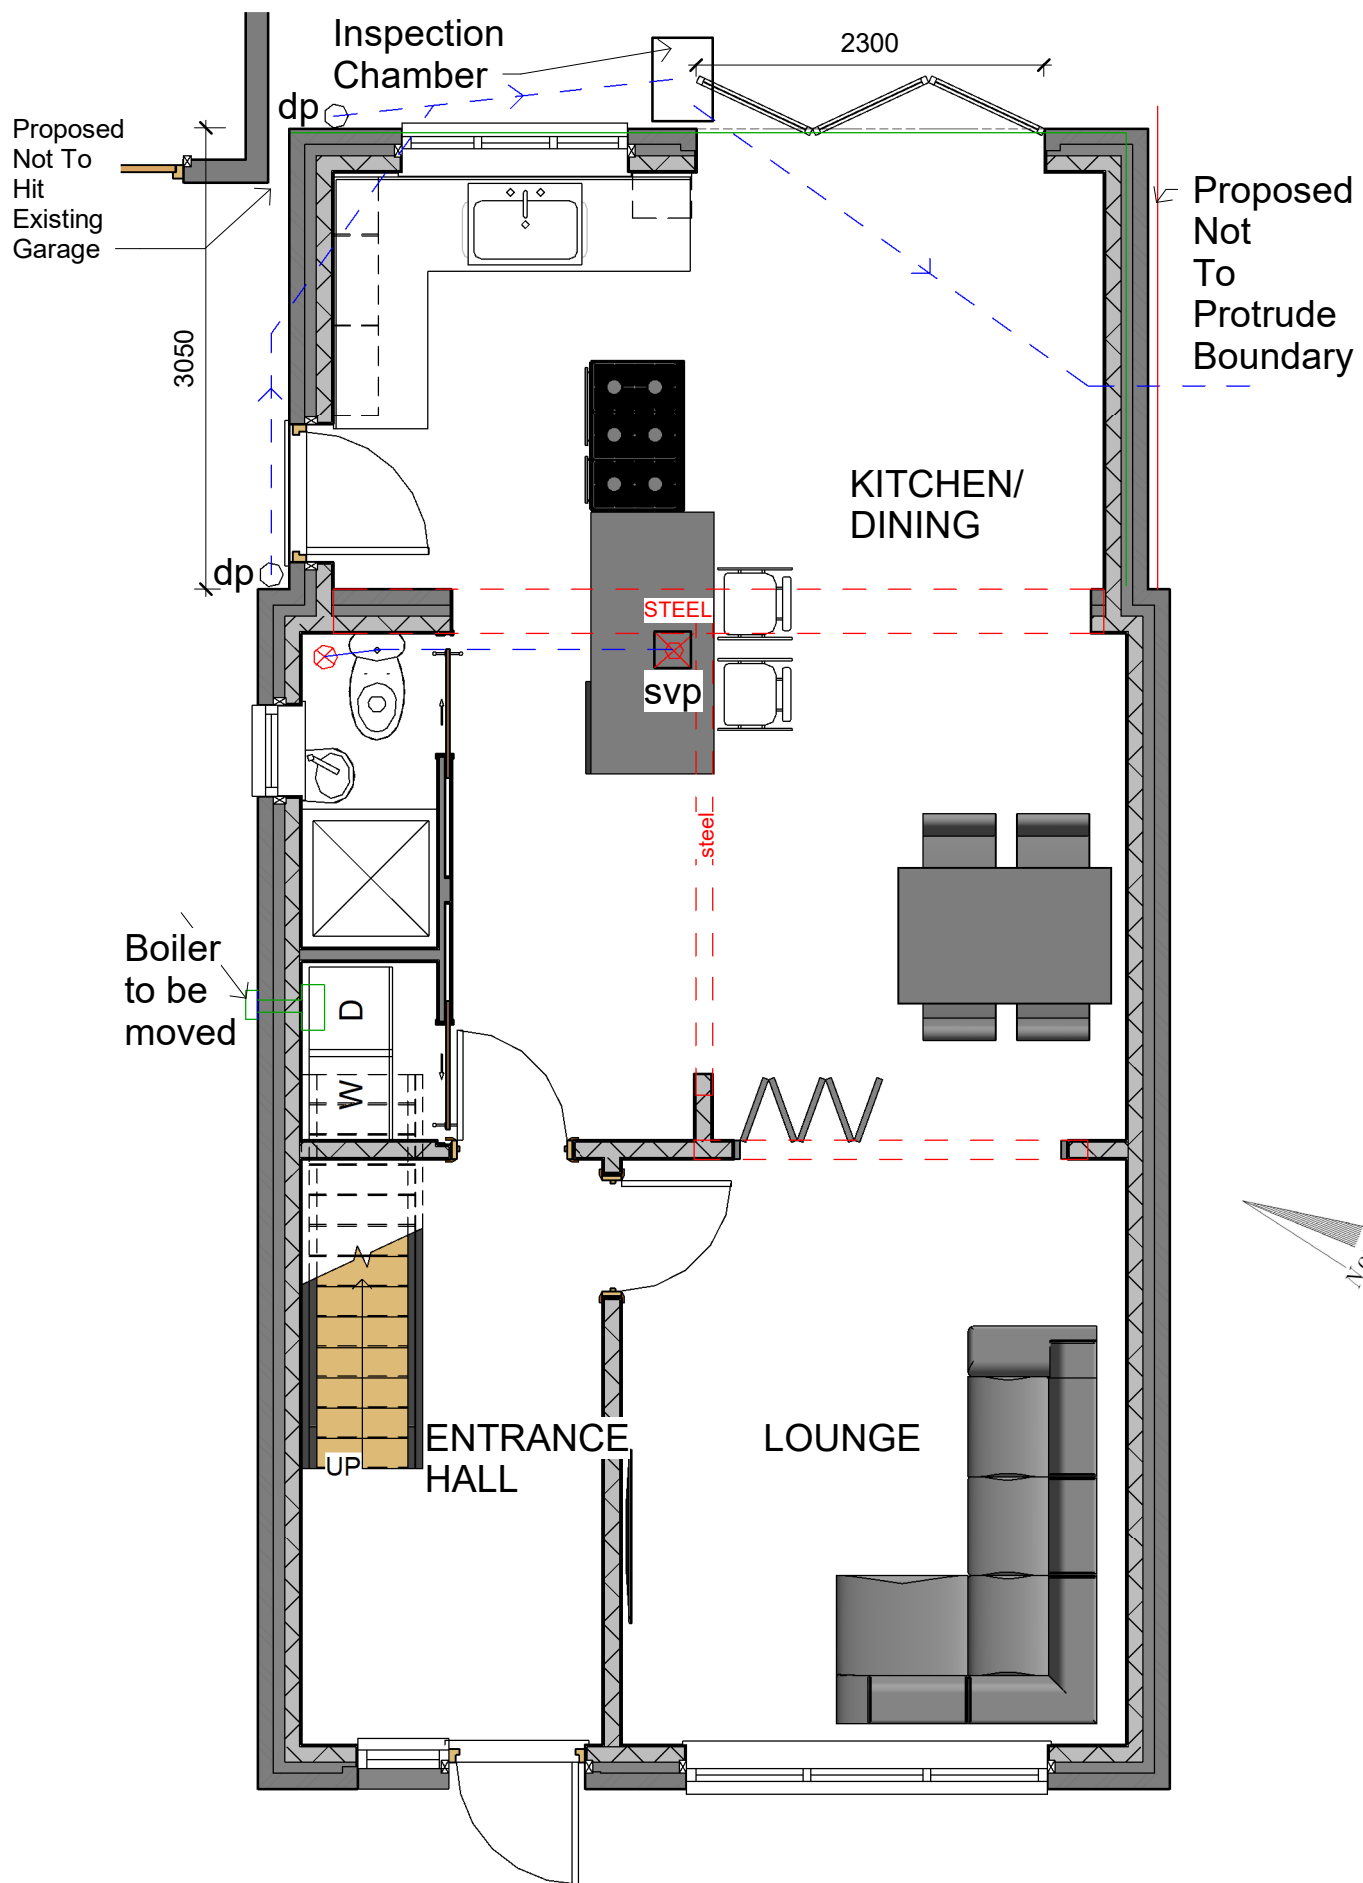 Inspection
Chamber
2300
dp
Proposed
Not To
Hit
Existing
Garage
Proposed
Not
To
Protrude
Boundary
3050
KITCHEN/
DINING
dp
STEEL
svp
steel
Boiler
to be
moved
D
W
ENTRANCE
HALL
LOUNGE
UP